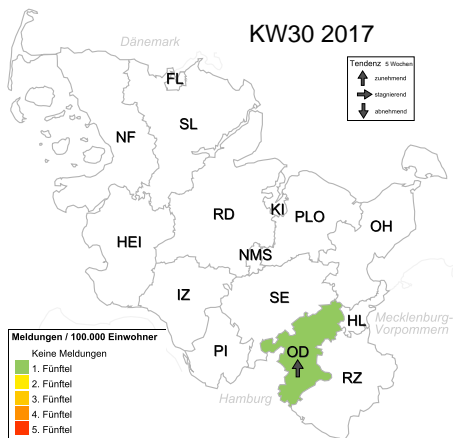 KW30 2017
Dänemark
Tendenz 5 Wochen
zunehmend
stagnierend
abnehmend
FL
SL
NF
RD
KI
PLO
OH
HEI
NMS
IZ
SE
HL
Mecklenburg-
Vorpommern
PI
OD
RZ
Hamburg
Meldungen / 100.000 Einwohner
Keine Meldungen
1. Fünftel
2. Fünftel
3. Fünftel
4. Fünftel
5. Fünftel